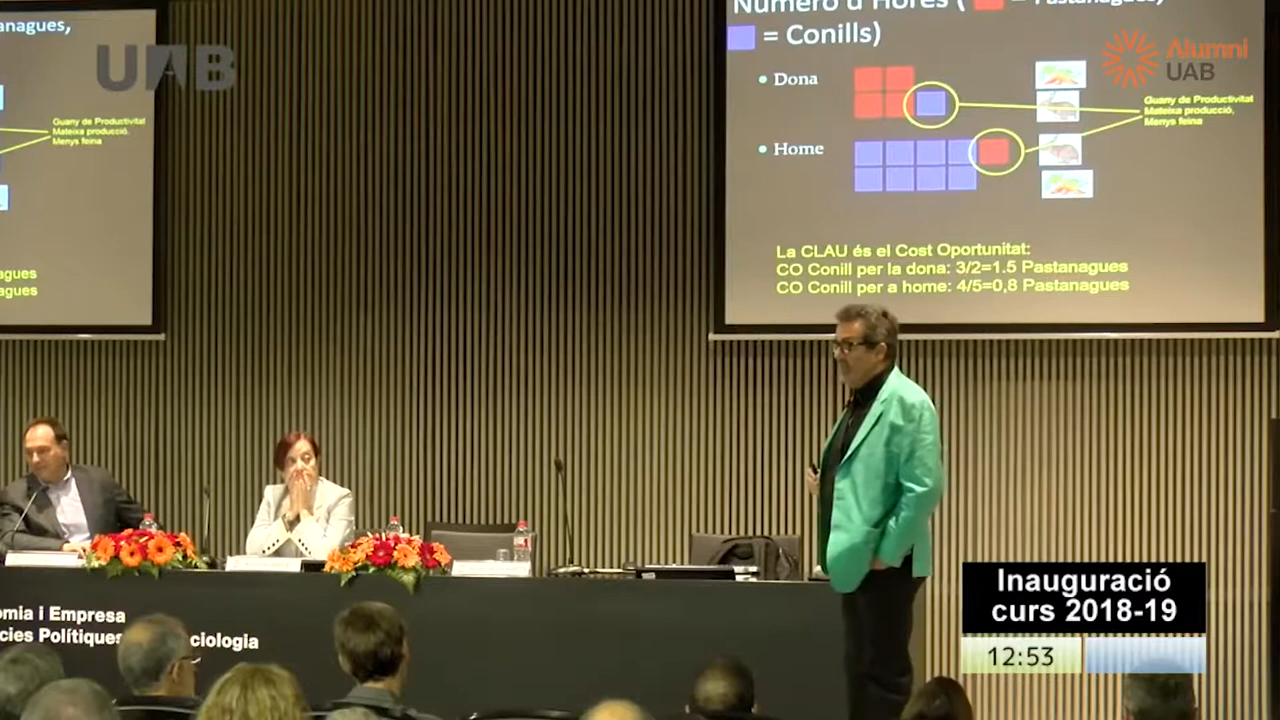 anagues,
UAB
Guany de Productivitat
Mateixa producció,
Menys feina
agues
agues
Número d'Hores ( = Pastanagues,
= Conills)
Alumni
UAB
• Dona
• Home
Guany de Productivitat
Mateixa producció,
Menys feina
La CLAU és el Cost Oportunitat:
CO Conill per la dona: 3/2=1.5 Pastanagues
CO Conill per a home: 4/5=0,8 Pastanagues
omia i Empresa
cies Polítiques
ciologia
Inauguració
curs 2018-19
12:53